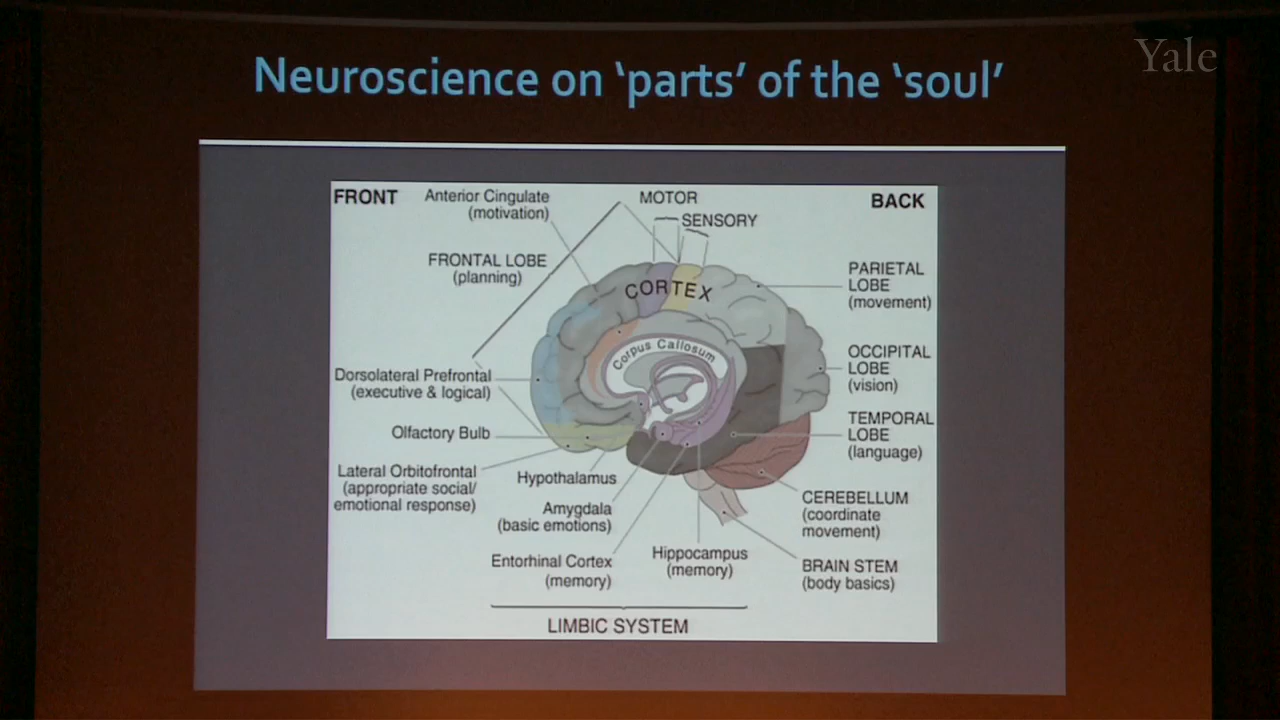 Yale
Neuroscience on ‘parts’ of the ‘soul’
FRONT
Anterior Cingulate
(motivation)
MOTOR
SENSORY
BACK
FRONTAL LOBE
(planning)
PARIETAL
LOBE
(movement)
CORTEX
Corpus Callosum
OCCIPITAL
LOBE
(vision)
Dorsolateral Prefrontal
(executive & logical)
TEMPORAL
LOBE
(language)
Olfactory Bulb
Lateral Orbitofrontal
(appropriate social/
emotional response)
Hypothalamus
Amygdala
(basic emotions)
CEREBELLUM
(coordinate
movement)
Entorhinal Cortex
(memory)
Hippocampus
(memory)
BRAIN STEM
(body basics)
LIMBIC SYSTEM